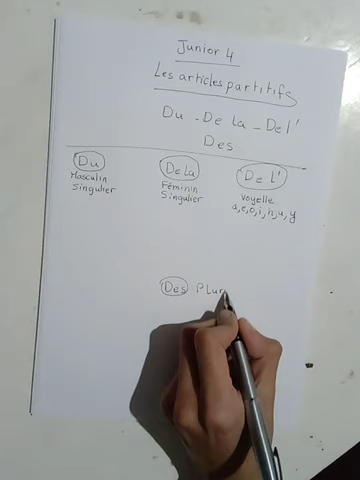 Junior 4
Les articles partitifs
Du - De la - De l'
Des
Du
Masculin
Singulier
De la
Féminin
Singulier
De l'
Voyelle
a, e, o, i, h, u, y
Des Plur